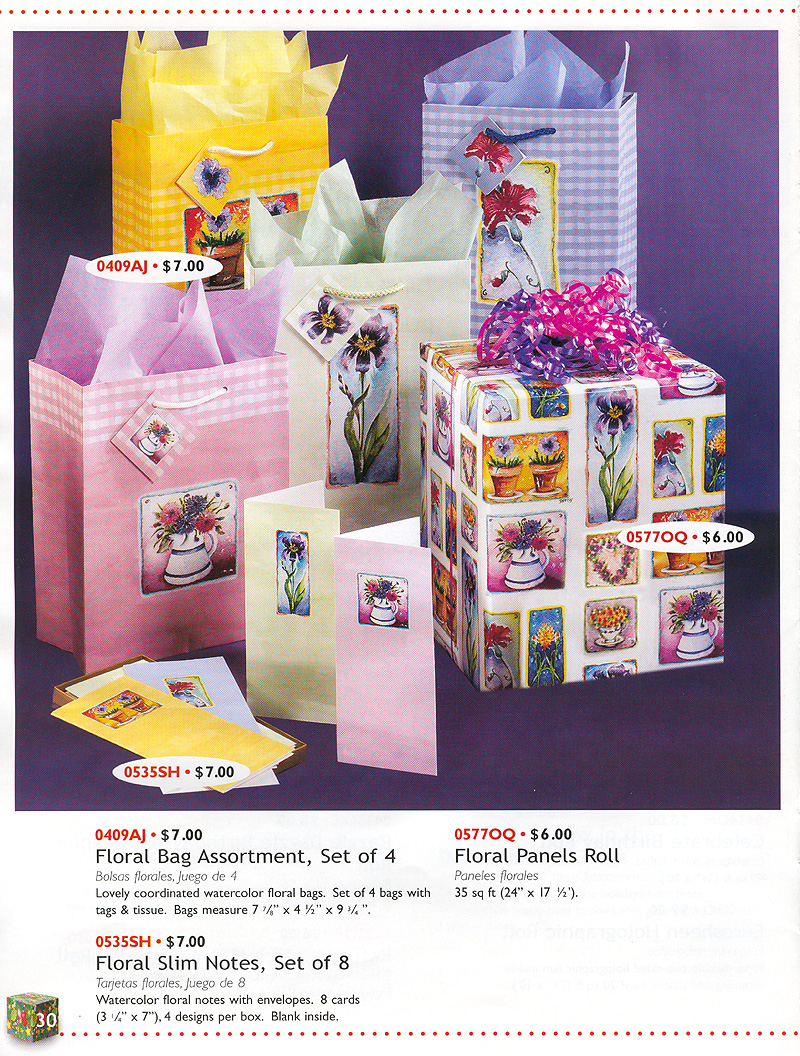 0409AJ • $7.00
0577OQ • $6.00
0535SH • $7.00
0409AJ • $7.00
Floral Bag Assortment, Set of 4
Bolsas florales, Juego de 4
Lovely coordinated watercolor floral bags. Set of 4 bags with
tags & tissue. Bags measure 7 7/8" x 4 1/2" x 9 3/4 ".
0535SH • $7.00
Floral Slim Notes, Set of 8
Tarjetas florales, Juego de 8
Watercolor floral notes with envelopes. 8 cards
(3 1/4" x 7"), 4 designs per box. Blank inside.
0577OQ • $6.00
Floral Panels Roll
Paneles florales
35 sq ft (24" x 17 1/2').
30